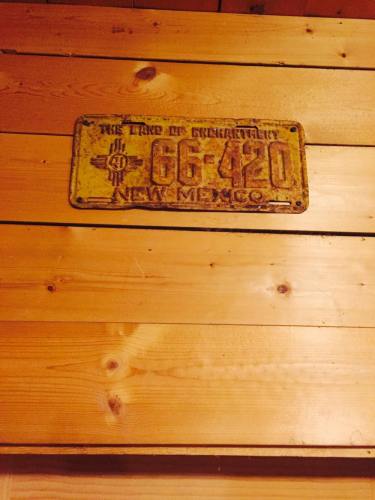 THE LAND OF ENCHANTMENT
66-420
NEW MEXICO